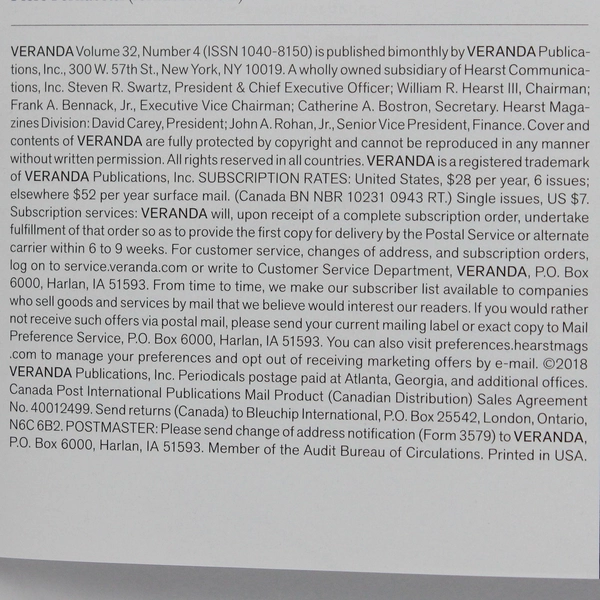 VERANDA Volume 32, Number 4 (ISSN 1040-8150) is published bimonthly by VERANDA Publica-
tions, Inc., 300 W. 57th St., New York, NY 10019. A wholly owned subsidiary of Hearst Communica-
tions, Inc. Steven R. Swartz, President & Chief Executive Officer; William R. Hearst III, Chairman;
Frank A. Bennack, Jr., Executive Vice Chairman; Catherine A. Bostron, Secretary. Hearst Maga-
zines Division: David Carey, President; John A. Rohan, Jr., Senior Vice President, Finance. Cover and
contents of VERANDA are fully protected by copyright and cannot be reproduced in any manner
without written permission. All rights reserved in all countries. VERANDA is a registered trademark
of VERANDA Publications, Inc. SUBSCRIPTION RATES: United States, $28 per year, 6 issues;
elsewhere $52 per year surface mail. (Canada BN NBR 10231 0943 RT.) Single issues, US $7.
Subscription services: VERANDA will, upon receipt of a complete subscription order, undertake
fulfillment of that order so as to provide the first copy for delivery by the Postal Service or alternate
carrier within 6 to 9 weeks. For customer service, changes of address, and subscription orders,
log on to service.veranda.com or write to Customer Service Department, VERANDA, P.O. Box
6000, Harlan, IA 51593. From time to time, we make our subscriber list available to companies
who sell goods and services by mail that we believe would interest our readers. If you would rather
not receive such offers via postal mail, please send your current mailing label or exact copy to Mail
Preference Service, P.O. Box 6000, Harlan, IA 51593. You can also visit preferences.hearstmags
.com to manage your preferences and opt out of receiving marketing offers by e-mail. ©2018
VERANDA Publications, Inc. Periodicals postage paid at Atlanta, Georgia, and additional offices.
Canada Post International Publications Mail Product (Canadian Distribution) Sales Agreement
No. 40012499. Send returns (Canada) to Bleuchip International, P.O. Box 25542, London, Ontario,
N6C 6B2. POSTMASTER: Please send change of address notification (Form 3579) to VERANDA,
P.O. Box 6000, Harlan, IA 51593. Member of the Audit Bureau of Circulations. Printed in USA.